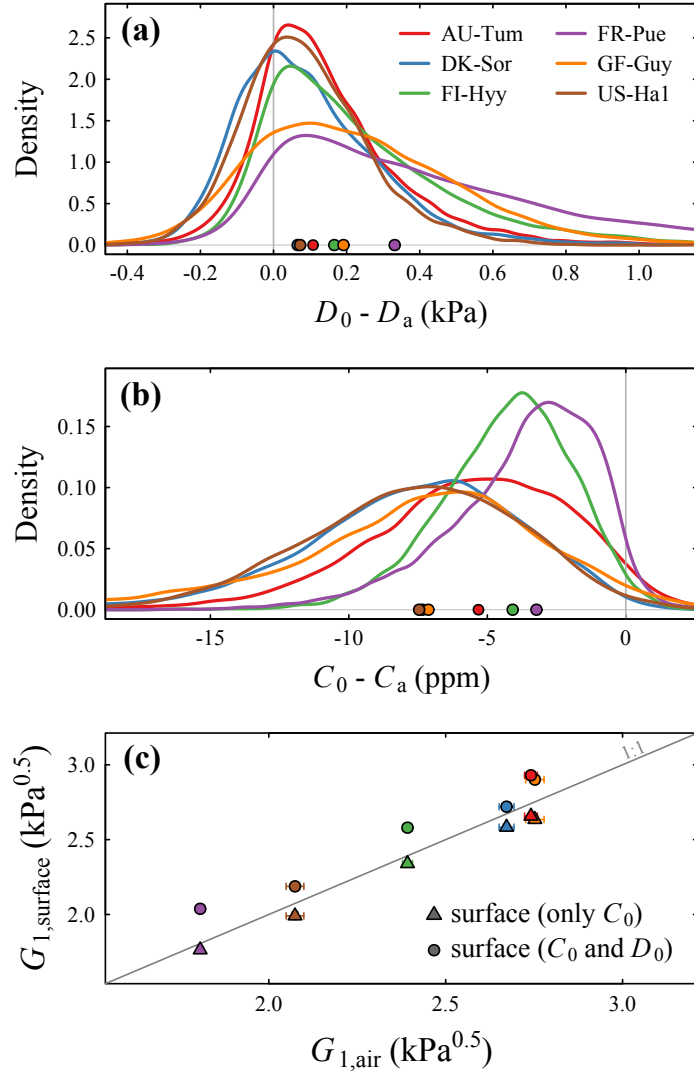 (a)
AU-Tum
DK-Sor
FI-Hyy
FR-Pue
GF-Guy
US-Ha1
Density
2.5
2.0
1.5
1.0
0.5
0.0
-0.4 -0.2 0.0 0.2 0.4 0.6 0.8 1.0
D0 - Da (kPa)
(b)
Density
0.15
0.10
0.05
0.00
-15 -10 -5 0
C0 - Ca (ppm)
(c)
1:1
G1,surface (kPa^0.5)
3.0
2.5
2.0
surface (only C0)
surface (C0 and D0)
2.0 2.5 3.0
G1,air (kPa^0.5)